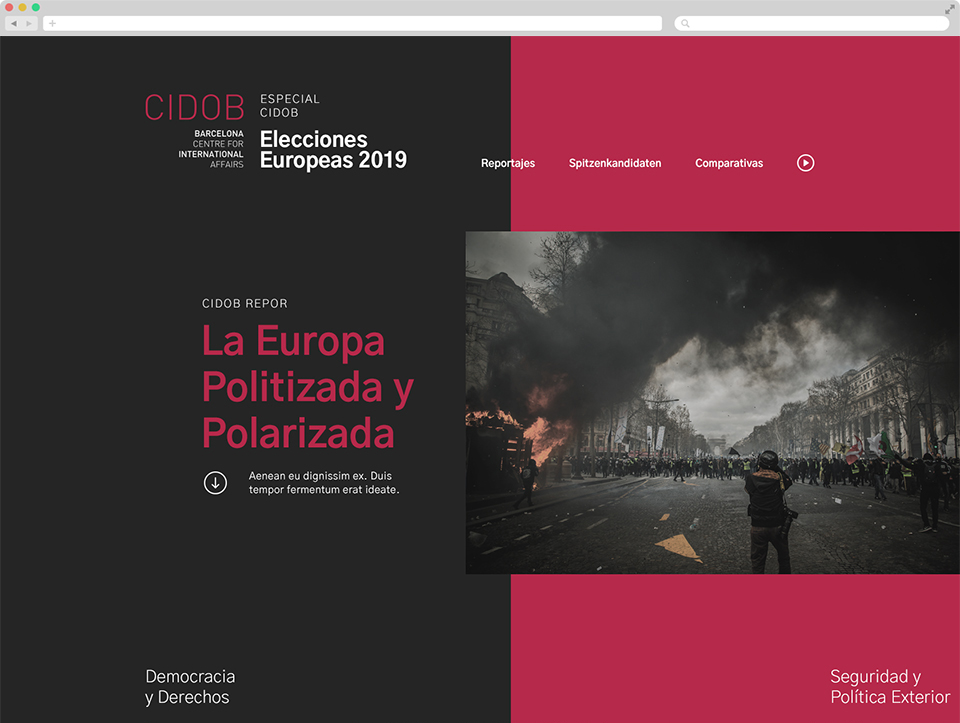 CIDOB
BARCELONA
CENTRE FOR
INTERNATIONAL
AFFAIRS
ESPECIAL
CIDOB
Elecciones
Europeas 2019
Reportajes Spitzenkandidaten Comparativas
CIDOB REPOR
La Europa
Politizada y
Polarizada
Aenean eu dignissim ex. Duis
tempor fermentum erat ideate.
Democracia
y Derechos
Seguridad y
Política Exterior